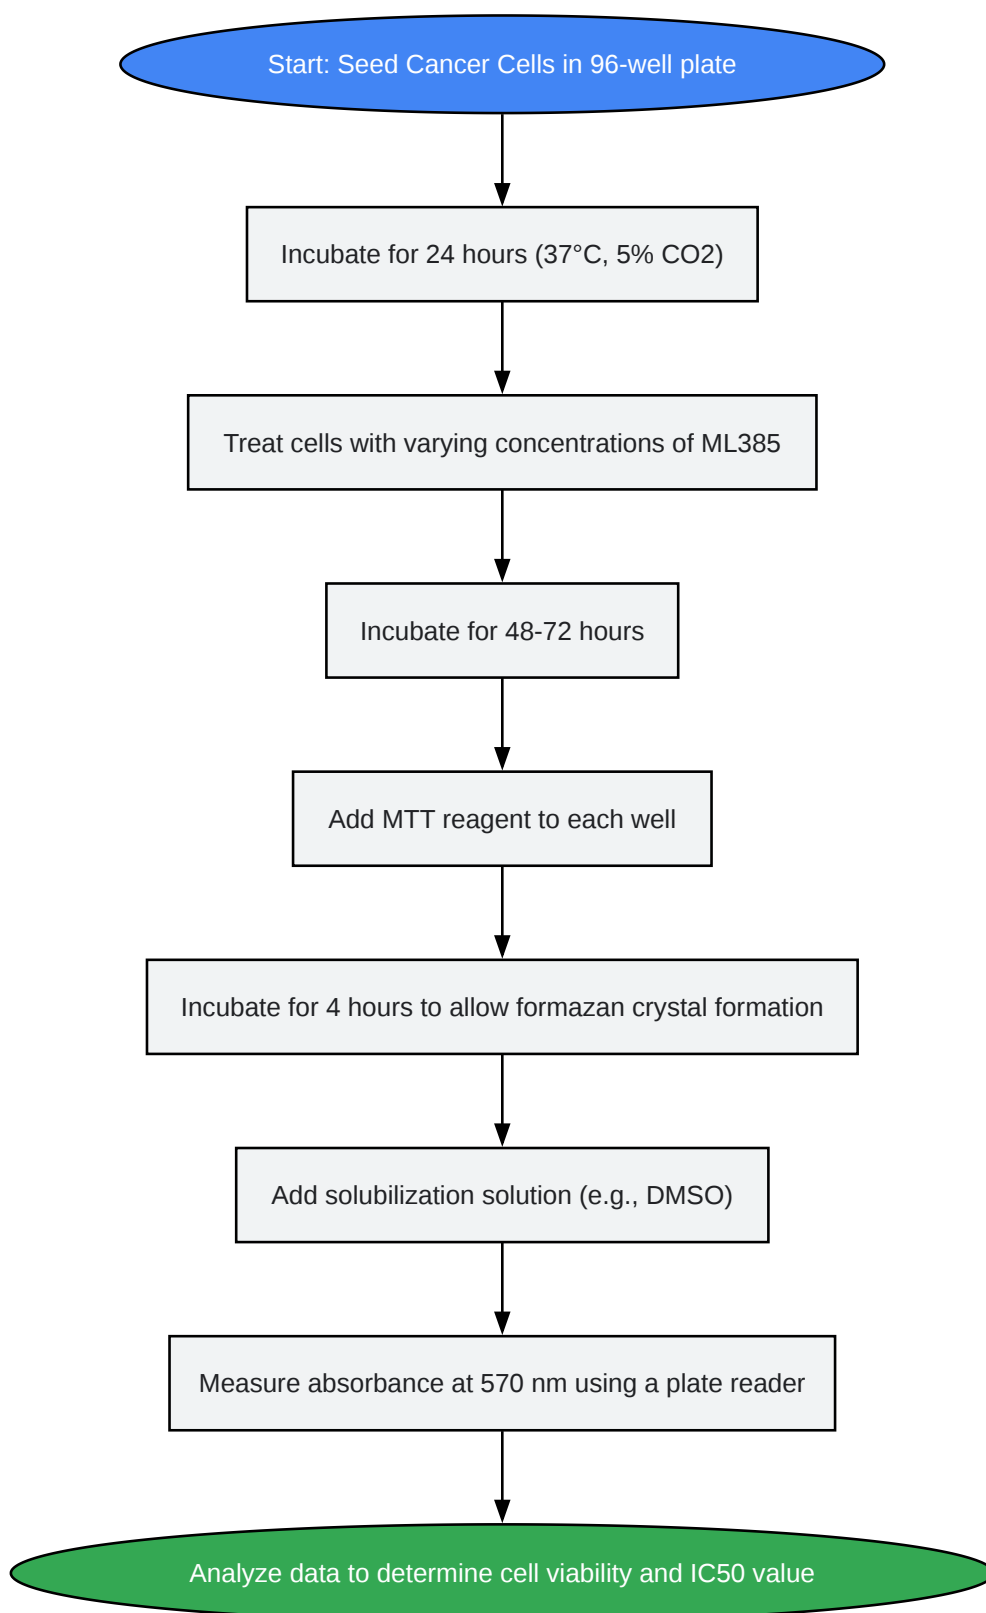 Start: Seed Cancer Cells in 96-well plate
Incubate for 24 hours (37°C, 5% CO2)
Treat cells with varying concentrations of ML385
Incubate for 48-72 hours
Add MTT reagent to each well
Incubate for 4 hours to allow formazan crystal formation
Add solubilization solution (e.g., DMSO)
Measure absorbance at 570 nm using a plate reader
Analyze data to determine cell viability and IC50 value